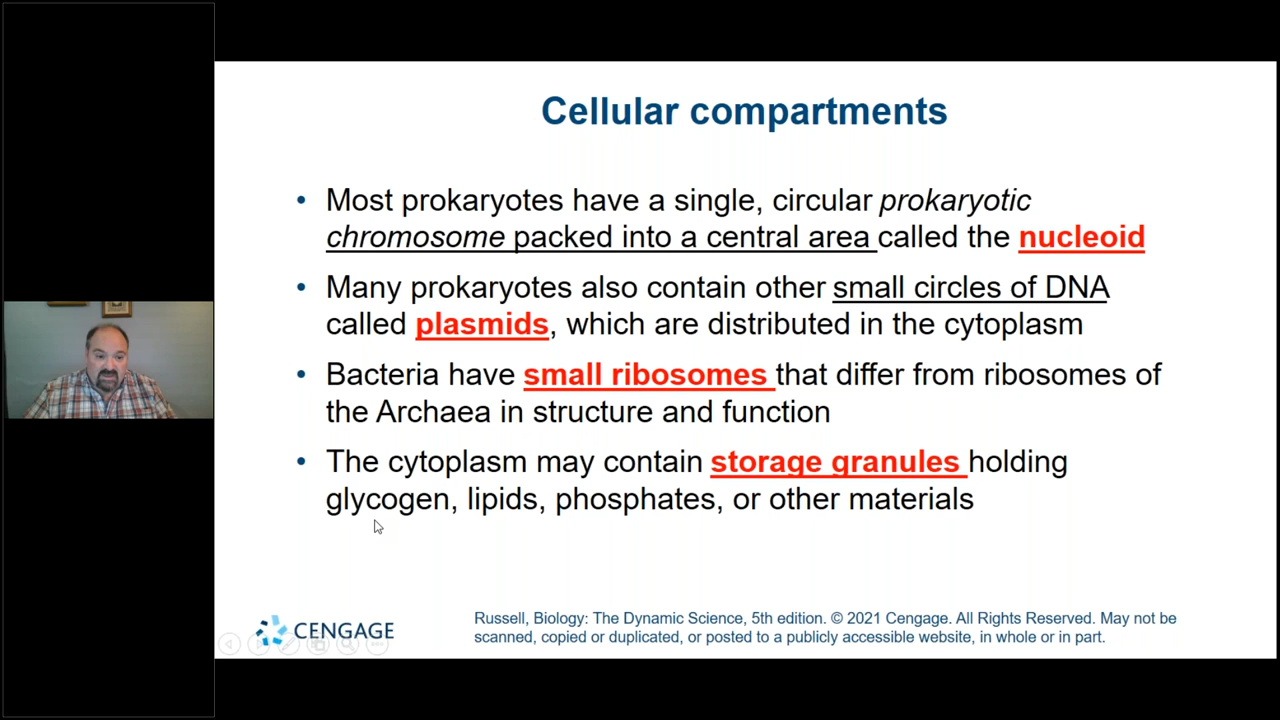 Cellular compartments
• Most prokaryotes have a single, circular prokaryotic
chromosome packed into a central area called the nucleoid
• Many prokaryotes also contain other small circles of DNA
called plasmids, which are distributed in the cytoplasm
• Bacteria have small ribosomes that differ from ribosomes of
the Archaea in structure and function
• The cytoplasm may contain storage granules holding
glycogen, lipids, phosphates, or other materials
CENGAGE
Russell, Biology: The Dynamic Science, 5th edition. © 2021 Cengage. All Rights Reserved. May not be
scanned, copied or duplicated, or posted to a publicly accessible website, in whole or in part.